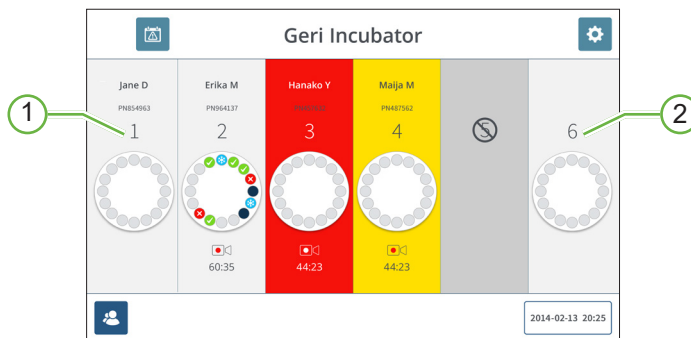 Geri Incubator
Jane D
PN854963
1
Erika M
PN964137
2
60:35
Hanako Y
3
44:23
Maija M
PN487562
4
44:23
5
6
2014-02-13 20:25
1
2